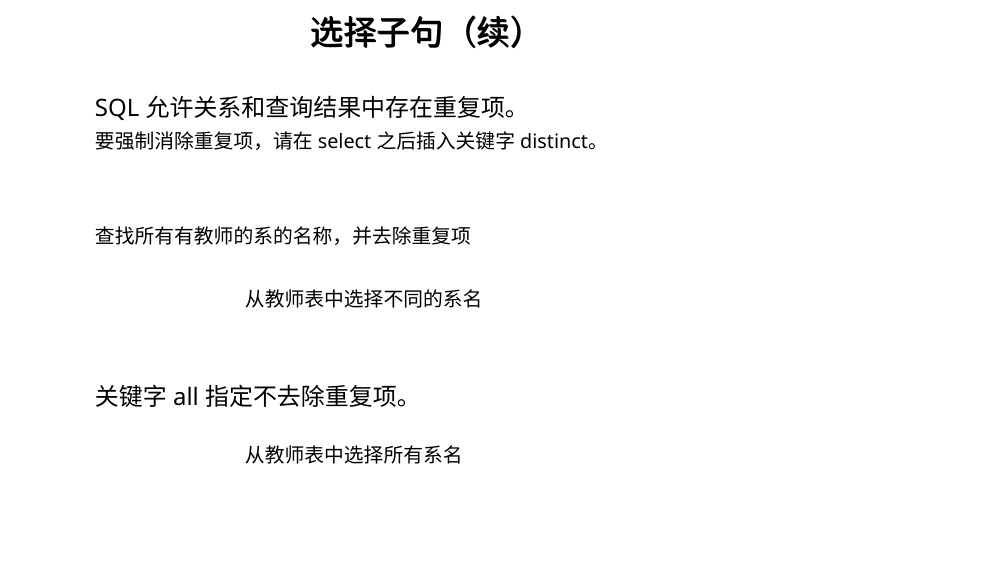 选择子句（续）
SQL 允许关系和查询结果中存在重复项。
要强制消除重复项，请在 select 之后插入关键字 distinct。
查找所有有教师的系的名称，并去除重复项
从教师表中选择不同的系名
关键字 all 指定不去除重复项。
从教师表中选择所有系名